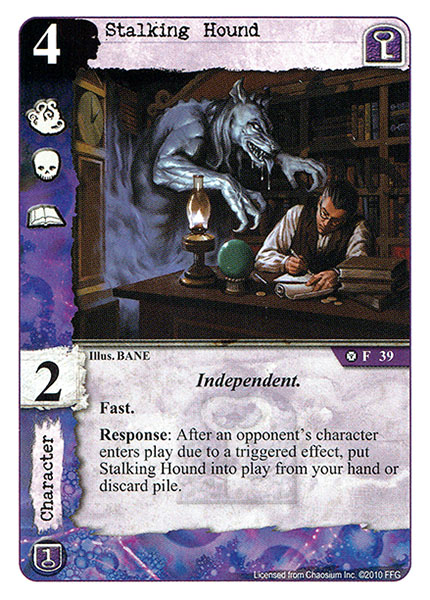 4
Stalking Hound
Illus. BANE
F 39
2
Independent.
Fast.
Response: After an opponent's character
enters play due to a triggered effect, put
Stalking Hound into play from your hand or
discard pile.
Character
1
Licensed from Chaosium Inc. ©2010 FFG